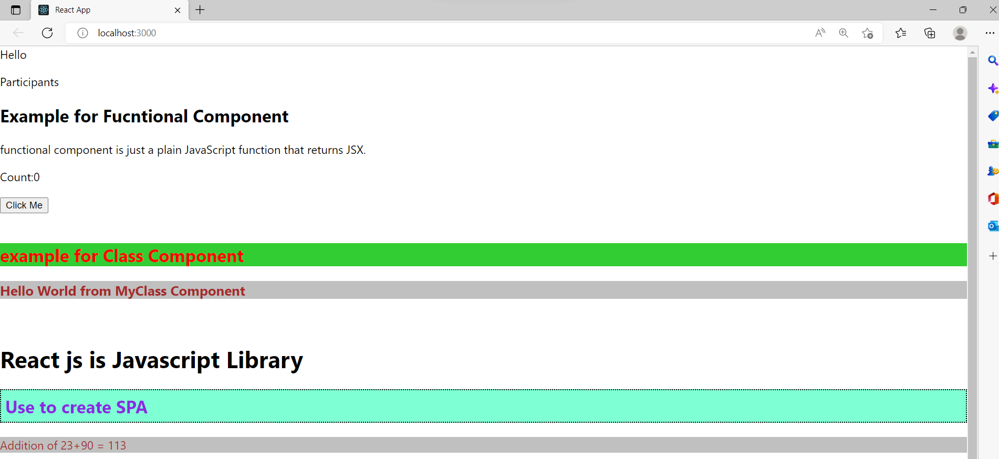 React App
localhost:3000
Hello
Participants
Example for Fucntional Component
functional component is just a plain JavaScript function that returns JSX.
Count:0
Click Me
example for Class Component
Hello World from MyClass Component
React js is Javascript Library
Use to create SPA
Addition of 23+90 = 113